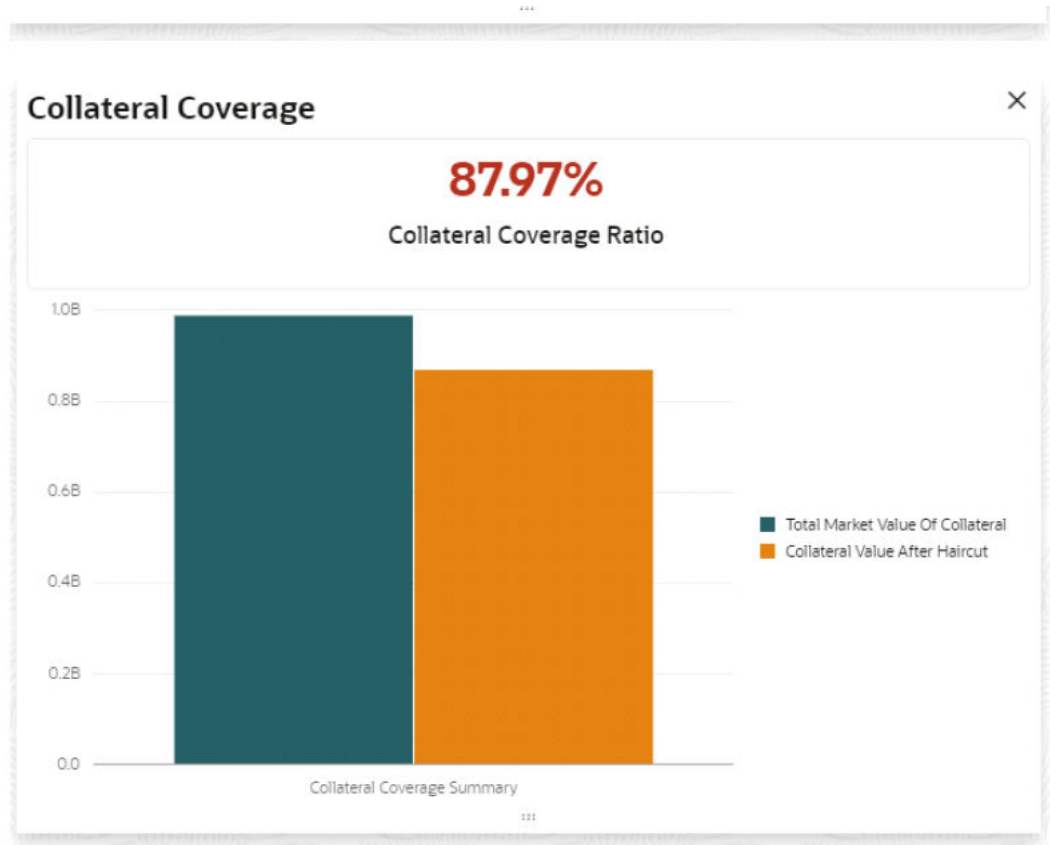 Collateral Coverage
87.97%
Collateral Coverage Ratio
1.0B
0.8B
0.6B
0.4B
0.2B
0.0
Total Market Value Of Collateral
Collateral Value After Haircut
Collateral Coverage Summary